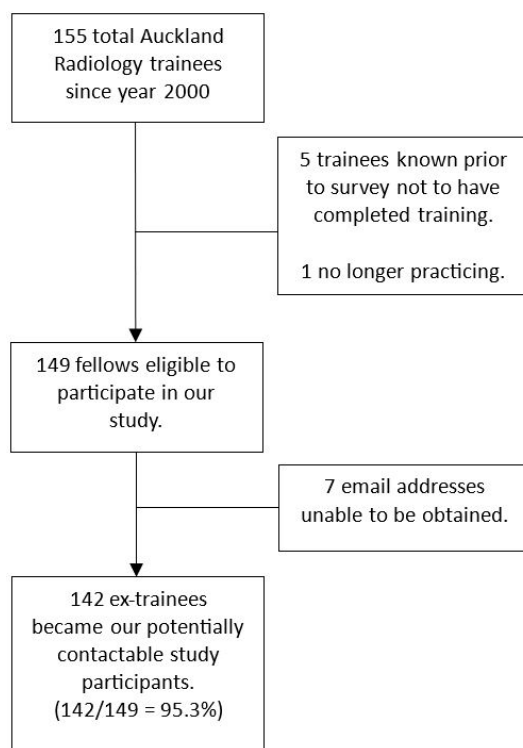 155 total Auckland
Radiology trainees
since year 2000
5 trainees known prior
to survey not to have
completed training.
1 no longer practicing.
149 fellows eligible to
participate in our
study.
7 email addresses
unable to be obtained.
142 ex-trainees
became our potentially
contactable study
participants.
(142/149 = 95.3%)